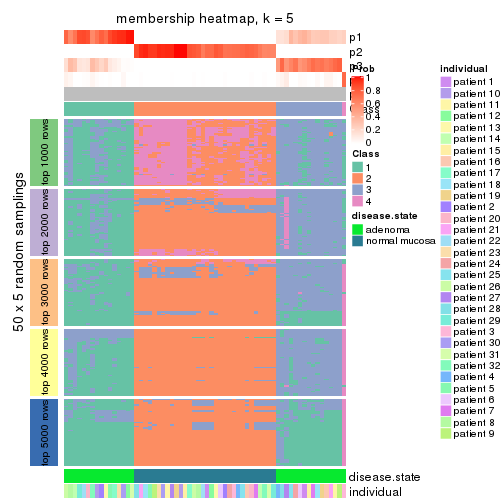 membership heatmap, k = 5
p1
p2
p3
Prob
1
0.8
0.6
0.4
0.2
0
Class
1
2
3
4
disease.state
adenoma
normal mucosa
individual
patient 1
patient 10
patient 11
patient 12
patient 13
patient 14
patient 15
patient 16
patient 17
patient 18
patient 19
patient 2
patient 20
patient 21
patient 22
patient 23
patient 24
patient 25
patient 26
patient 27
patient 28
patient 29
patient 3
patient 30
patient 31
patient 32
patient 4
patient 5
patient 6
patient 7
patient 8
patient 9
50 x 5 random samplings
top 1000 rows
top 2000 rows
top 3000 rows
top 4000 rows
top 5000 rows
disease.state
individual